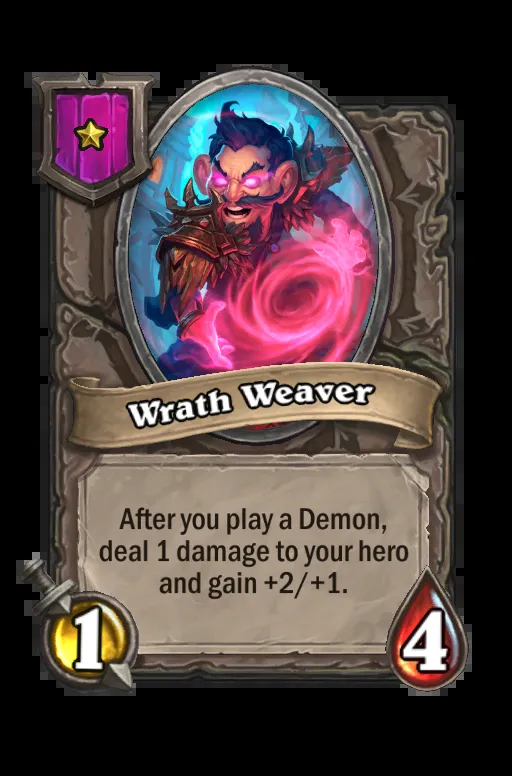 Wrath Weaver
After you play a Demon,
deal 1 damage to your hero
and gain +2/+1.
1
4